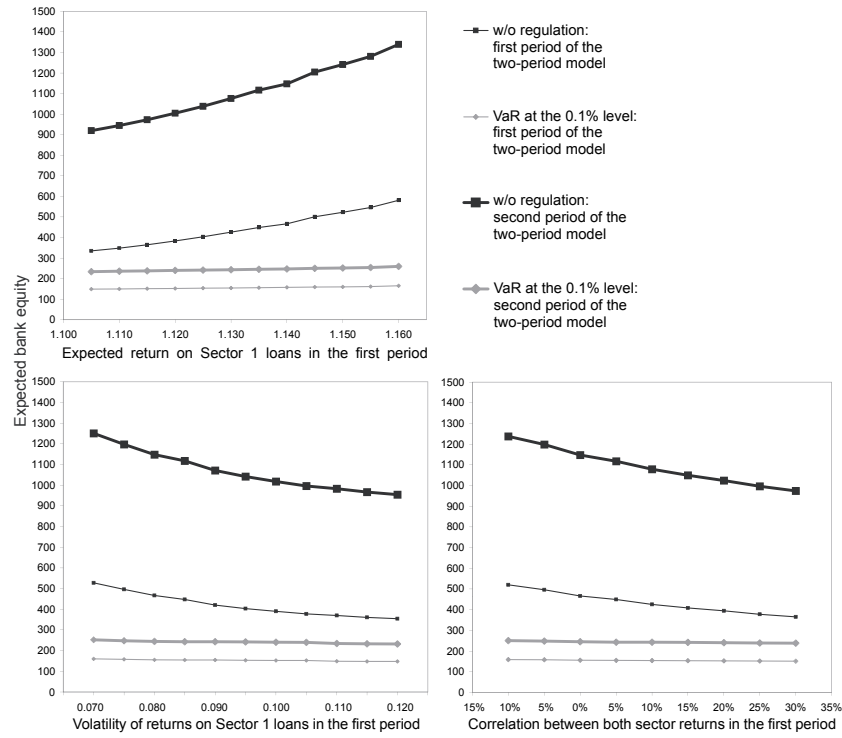 Expected bank equity
1500
1400
1300
1200
1100
1000
900
800
700
600
500
400
300
200
100
0
1.100 1.110 1.120 1.130 1.140 1.150 1.160
Expected return on Sector 1 loans in the first period
w/o regulation:
first period of the
two-period model
VaR at the 0.1% level:
first period of the
two-period model
w/o regulation:
second period of the
two-period model
VaR at the 0.1% level:
second period of the
two-period model
1500
1400
1300
1200
1100
1000
900
800
700
600
500
400
300
200
100
0
0.070 0.080 0.090 0.100 0.110 0.120
Volatility of returns on Sector 1 loans in the first period
1500
1400
1300
1200
1100
1000
900
800
700
600
500
400
300
200
100
0
15% 10% 5% 0% 5% 10% 15% 20% 25% 30% 35%
Correlation between both sector returns in the first period